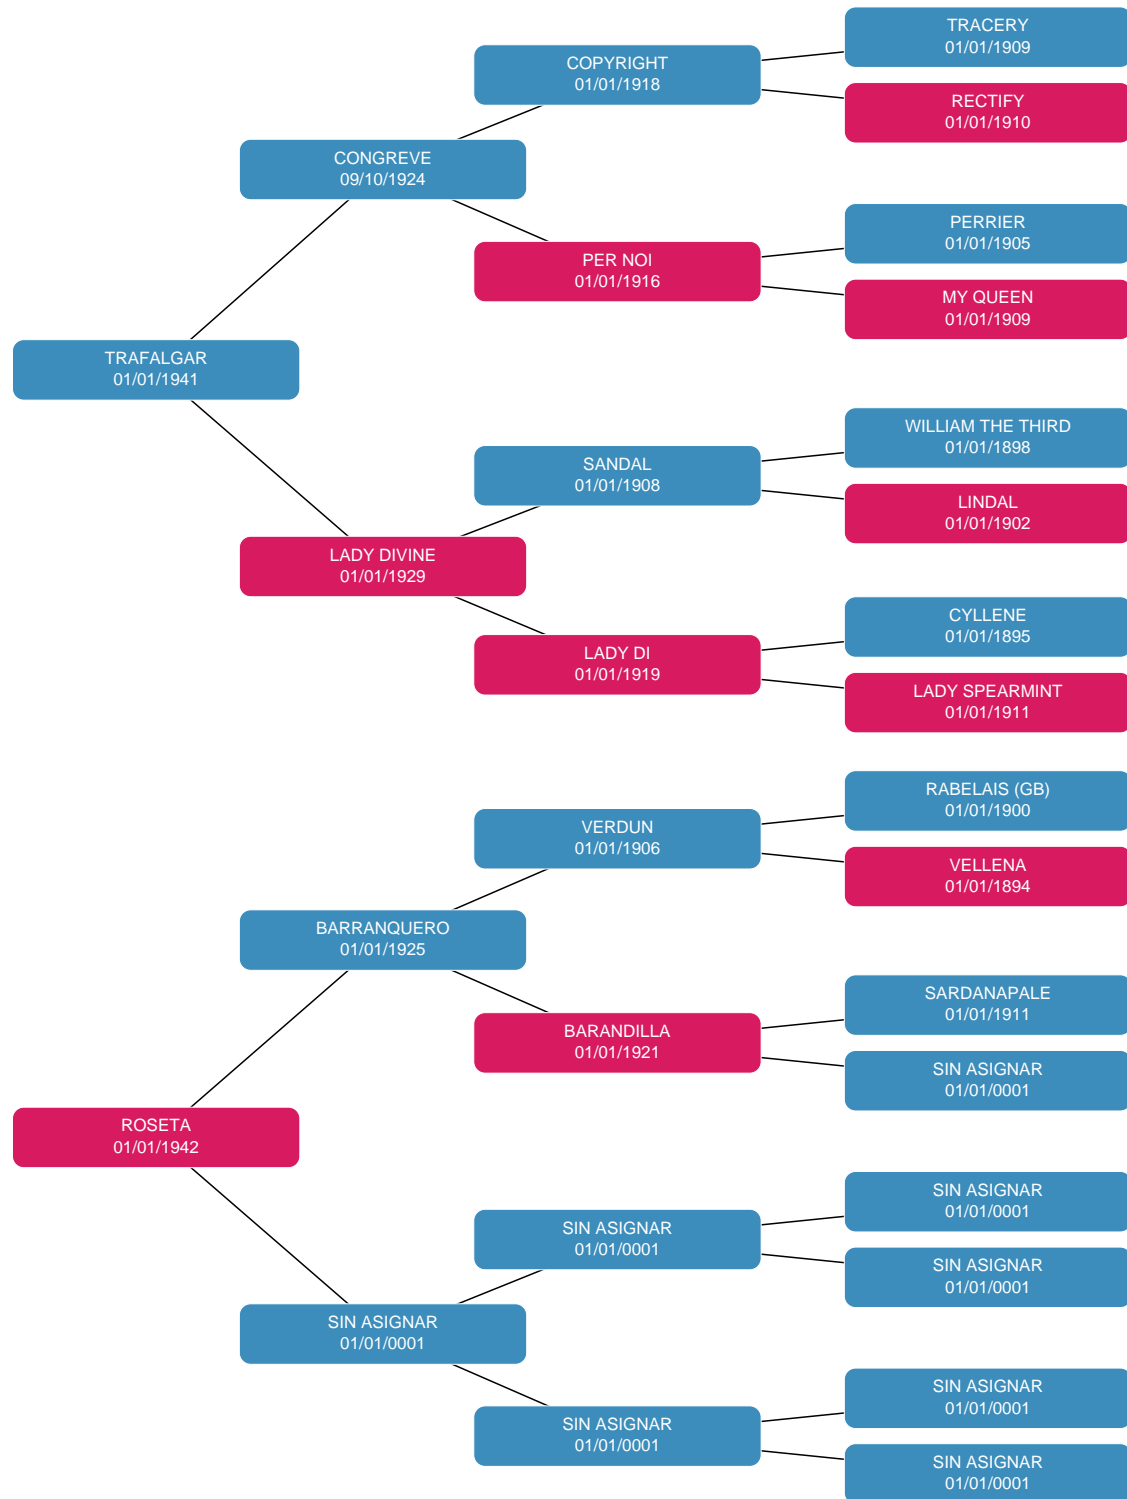 TRACERY
01/01/1909
COPYRIGHT
01/01/1918
RECTIFY
01/01/1910
CONGREVE
09/10/1924
PERRIER
01/01/1905
PER NOI
01/01/1916
MY QUEEN
01/01/1909
TRAFALGAR
01/01/1941
WILLIAM THE THIRD
01/01/1898
SANDAL
01/01/1908
LINDAL
01/01/1902
LADY DIVINE
01/01/1929
CYLLENE
01/01/1895
LADY DI
01/01/1919
LADY SPEARMINT
01/01/1911
RABELAIS (GB)
01/01/1900
VERDUN
01/01/1906
VELLENA
01/01/1894
BARRANQUERO
01/01/1925
SARDANAPALE
01/01/1911
BARANDILLA
01/01/1921
SIN ASIGNAR
01/01/0001
ROSETA
01/01/1942
SIN ASIGNAR
01/01/0001
SIN ASIGNAR
01/01/0001
SIN ASIGNAR
01/01/0001
SIN ASIGNAR
01/01/0001
SIN ASIGNAR
01/01/0001
SIN ASIGNAR
01/01/0001
SIN ASIGNAR
01/01/0001